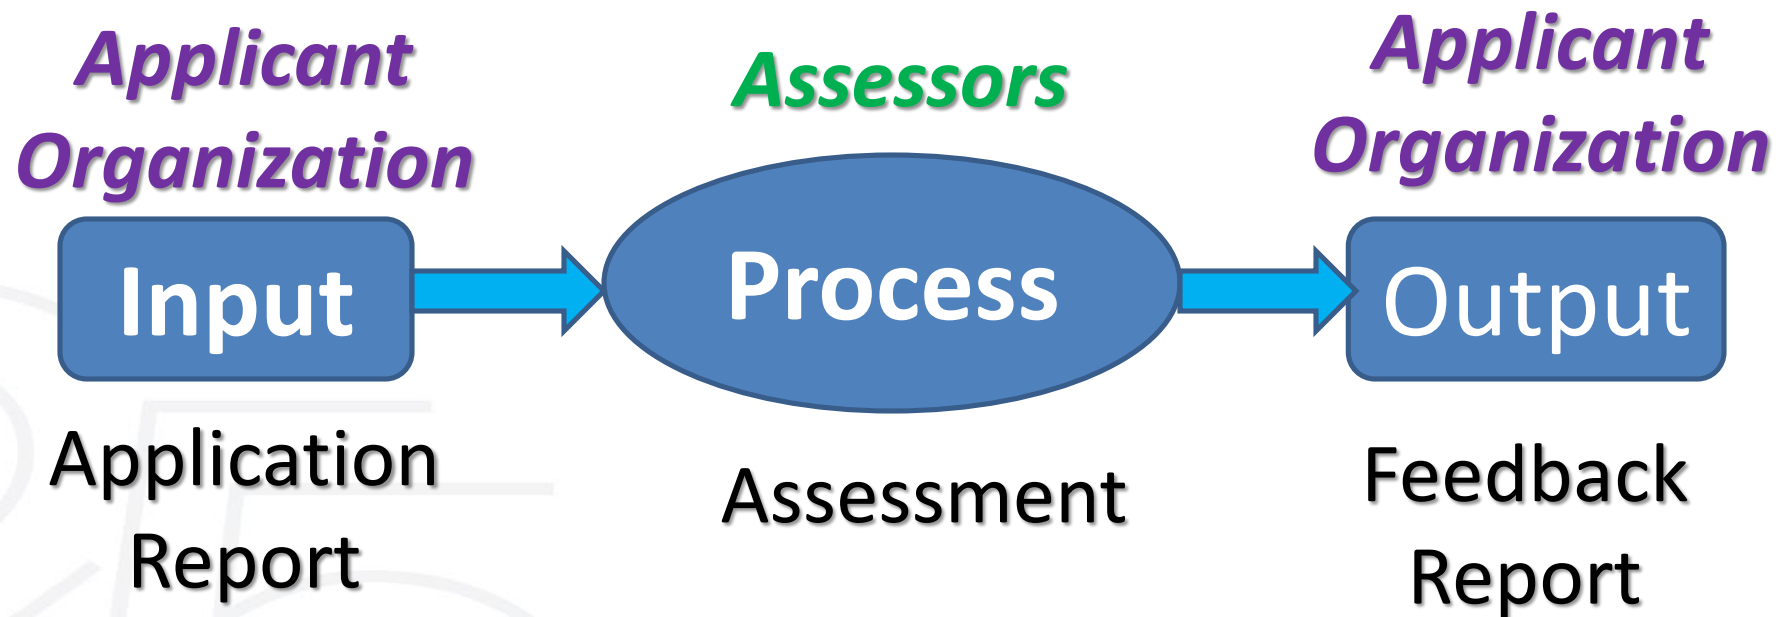 Applicant
Organization
Input
Application
Report
Assessors
Process
Assessment
Applicant
Organization
Output
Feedback
Report